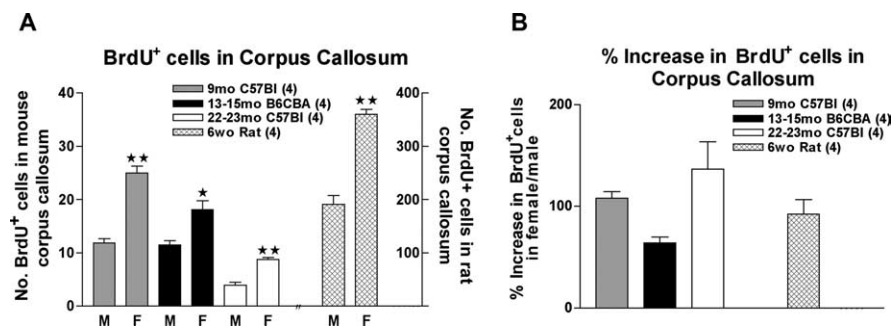 A
BrdU⁺ cells in Corpus Callosum
No. BrdU⁺ cells in mouse
corpus callosum
40
30
20
10
0
9mo C57Bl (4)
13-15mo B6CBA (4)
22-23mo C57Bl (4)
6wo Rat (4)
★★
★
★★
★★
M F M F M F // M F
400
300
200
100
No. BrdU+ cells in rat
corpus callosum
B
% Increase in BrdU⁺ cells in
Corpus Callosum
% Increase in BrdU⁺cells
in female/male
200
100
0
9mo C57Bl (4)
13-15mo B6CBA (4)
22-23mo C57Bl (4)
6wo Rat (4)